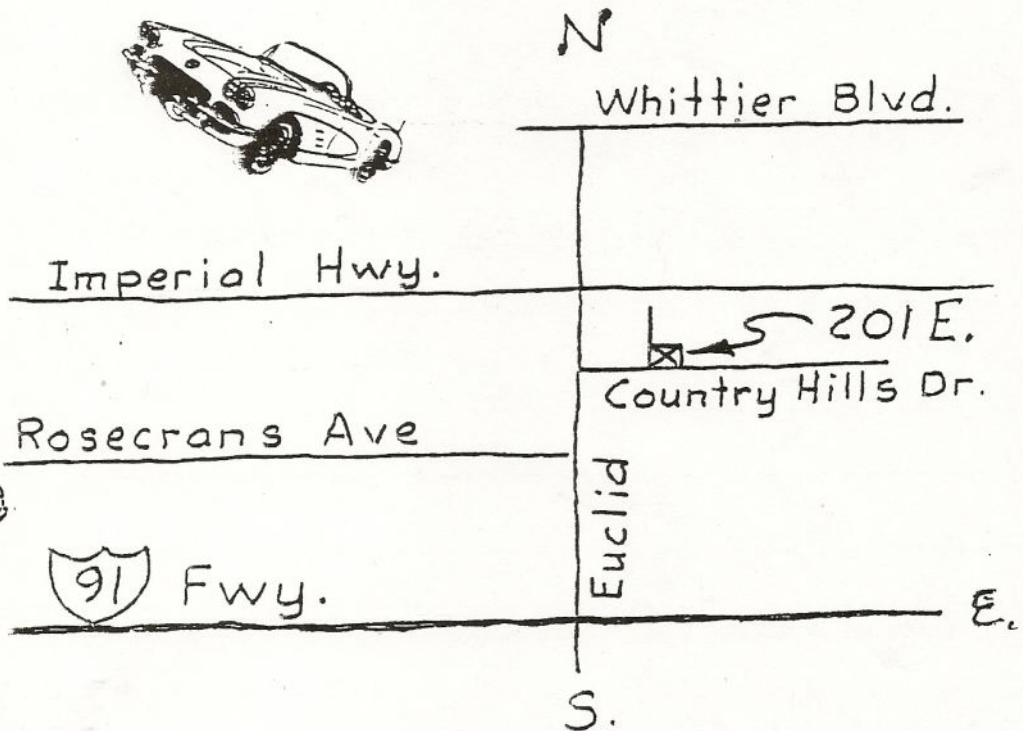 N
Whittier Blvd.
Imperial Hwy.
201 E.
Country Hills Dr.
Rosecrans Ave
Euclid
91 Fwy.
E.
S.